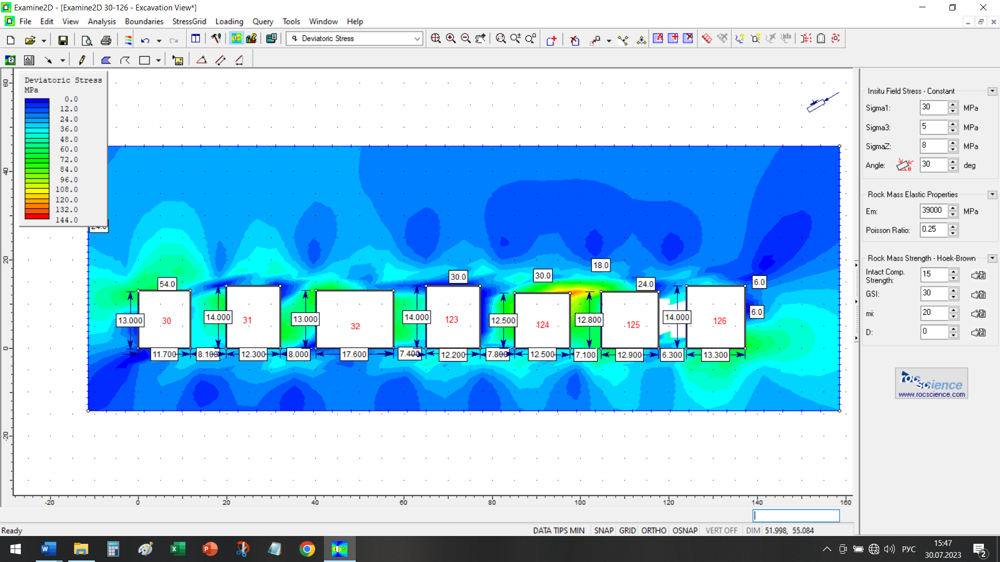 Examine2D - [Examine2D 30-126 - Excavation View*]
File Edit View Analysis Boundaries StressGrid Loading Query Tools Window Help
σ Deviatoric Stress
Deviatoric Stress
MPa
0.0
12.0
24.0
36.0
48.0
60.0
72.0
84.0
96.0
108.0
120.0
132.0
144.0
60
40
20
0
-20
24.0
18.0
54.0 30.0 30.0 24.0 6.0
6.0
13.000 14.000 13.000 14.000 12.500 12.800 14.000
30 31 32 123 124 125 126
11.700 8.100 12.300 8.000 17.600 7.400 12.200 7.800 12.500 7.100 12.900 6.300 13.300
-20 0 20 40 60 80 100 120 140 160
Insitu Field Stress - Constant
Sigma1: 30 MPa
Sigma3: 5 MPa
SigmaZ: 8 MPa
Angle: θ 30 deg
Rock Mass Elastic Properties
Em: 39000 MPa
Poisson Ratio: 0.25
Rock Mass Strength - Hoek-Brown
Intact Comp.
Strength: 15
GSI: 30
mi: 20
D: 0
rocscience
www.rocscience.com
Ready
DATA TIPS MIN SNAP GRID ORTHO OSNAP VERT OFF DIM 51.998, 55.084
РУС
15:47
30.07.2023
2